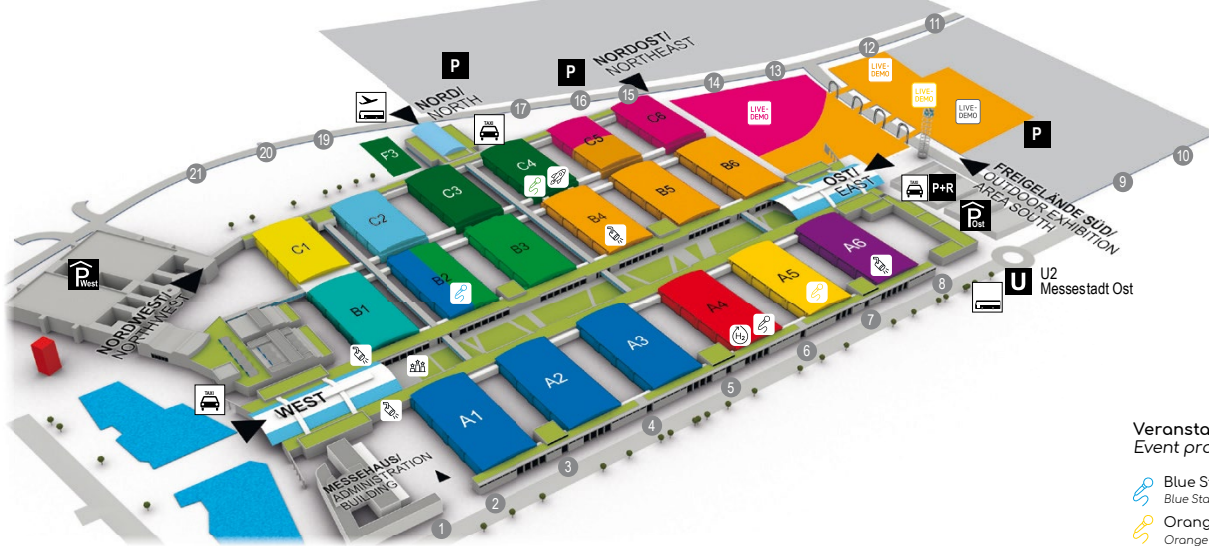 11
12
LIVE-
DEMO
P
P
NORDOST/
NORTHEAST
13
14
15
16
17
LIVE-
DEMO
LIVE-
DEMO
LIVE-
DEMO
NORD/
NORTH
TAXI
C6
C5
P
10
19
20
21
F3
C4
B6
OST/
EAST
FREIGELÄNDE SÜD/
OUTDOOR EXHIBITION
AREA SOUTH
9
C3
B5
TAXI
P+R
P
Ost
C2
B4
A6
C1
B3
A5
U
U2
Messestadt Ost
P
West
B2
8
NORDWEST/
NORTHWEST
B1
A4
H₂
7
A3
6
TAXI
WEST
A2
5
A1
4
MESSEHAUS/
ADMINISTRATION
BUILDING
3
2
1
Veransta
Event pro
Blue S
Blue Sta
Orang
Orange